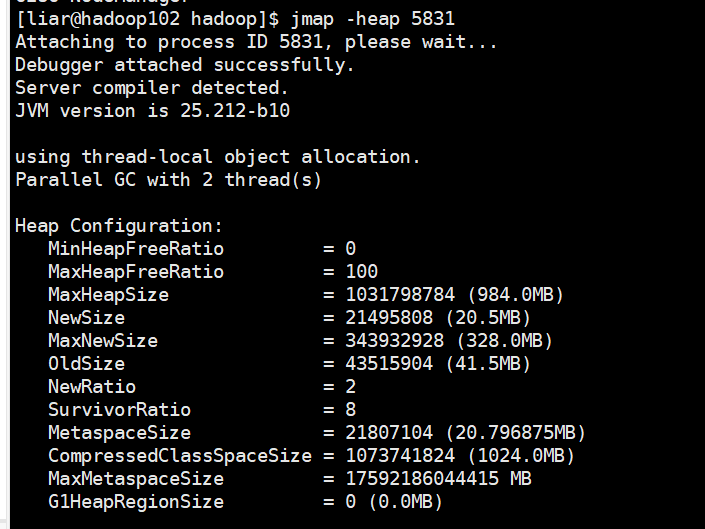 [liar@hadoop102 hadoop]$ jmap -heap 5831
Attaching to process ID 5831, please wait...
Debugger attached successfully.
Server compiler detected.
JVM version is 25.212-b10
using thread-local object allocation.
Parallel GC with 2 thread(s)
Heap Configuration:
MinHeapFreeRatio = 0
MaxHeapFreeRatio = 100
MaxHeapSize = 1031798784 (984.0MB)
NewSize = 21495808 (20.5MB)
MaxNewSize = 343932928 (328.0MB)
OldSize = 43515904 (41.5MB)
NewRatio = 2
SurvivorRatio = 8
MetaspaceSize = 21807104 (20.796875MB)
CompressedClassSpaceSize = 1073741824 (1024.0MB)
MaxMetaspaceSize = 17592186044415 MB
G1HeapRegionSize = 0 (0.0MB)